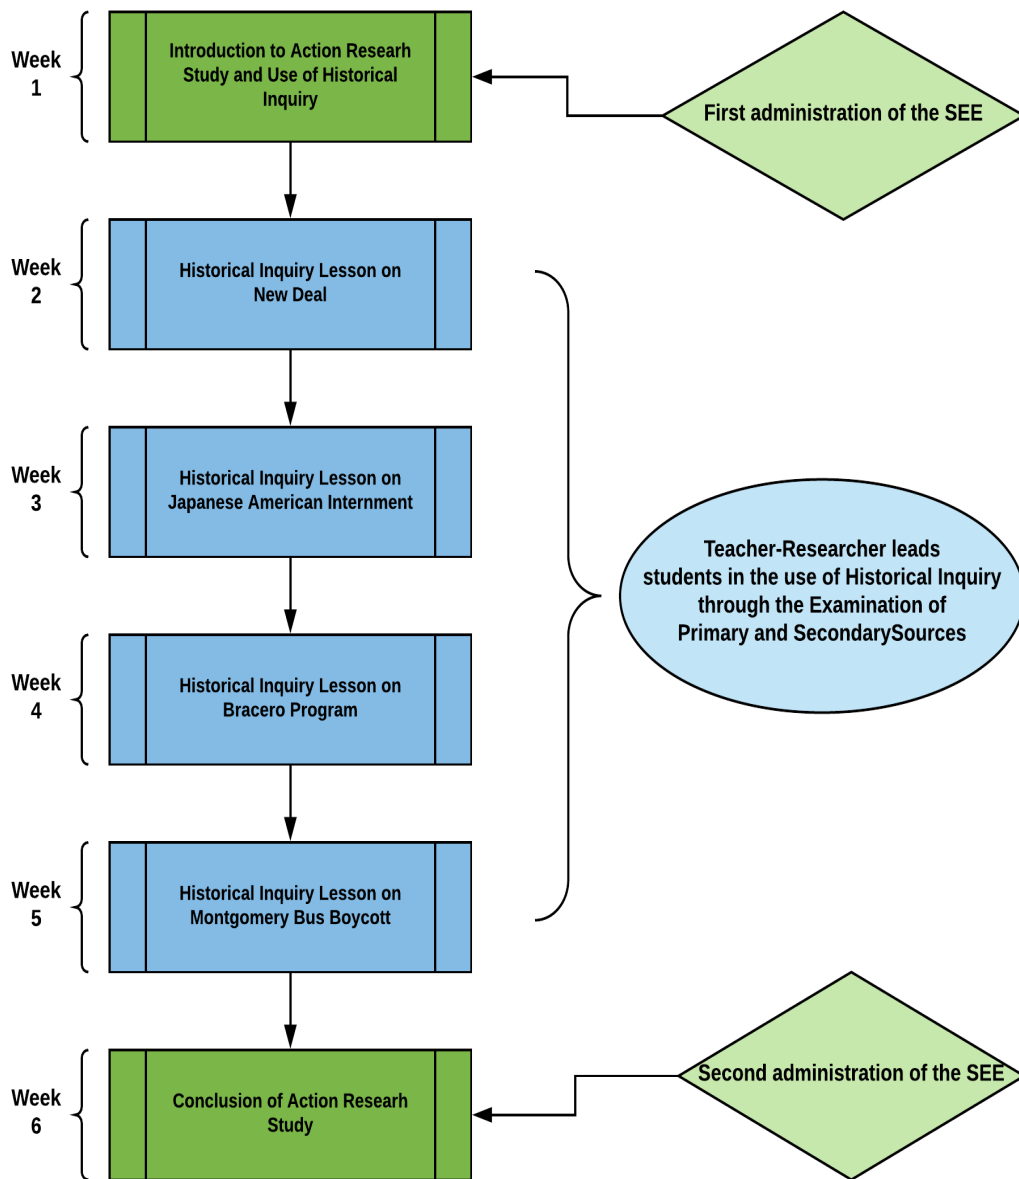 Week
1
Introduction to Action Researh
Study and Use of Historical
Inquiry
First administration of the SEE
Week
2
Historical Inquiry Lesson on
New Deal
Week
3
Historical Inquiry Lesson on
Japanese American Internment
Teacher-Researcher leads
students in the use of Historical Inquiry
through the Examination of
Primary and SecondarySources
Week
4
Historical Inquiry Lesson on
Bracero Program
Week
5
Historical Inquiry Lesson on
Montgomery Bus Boycott
Week
6
Conclusion of Action Researh
Study
Second administration of the SEE